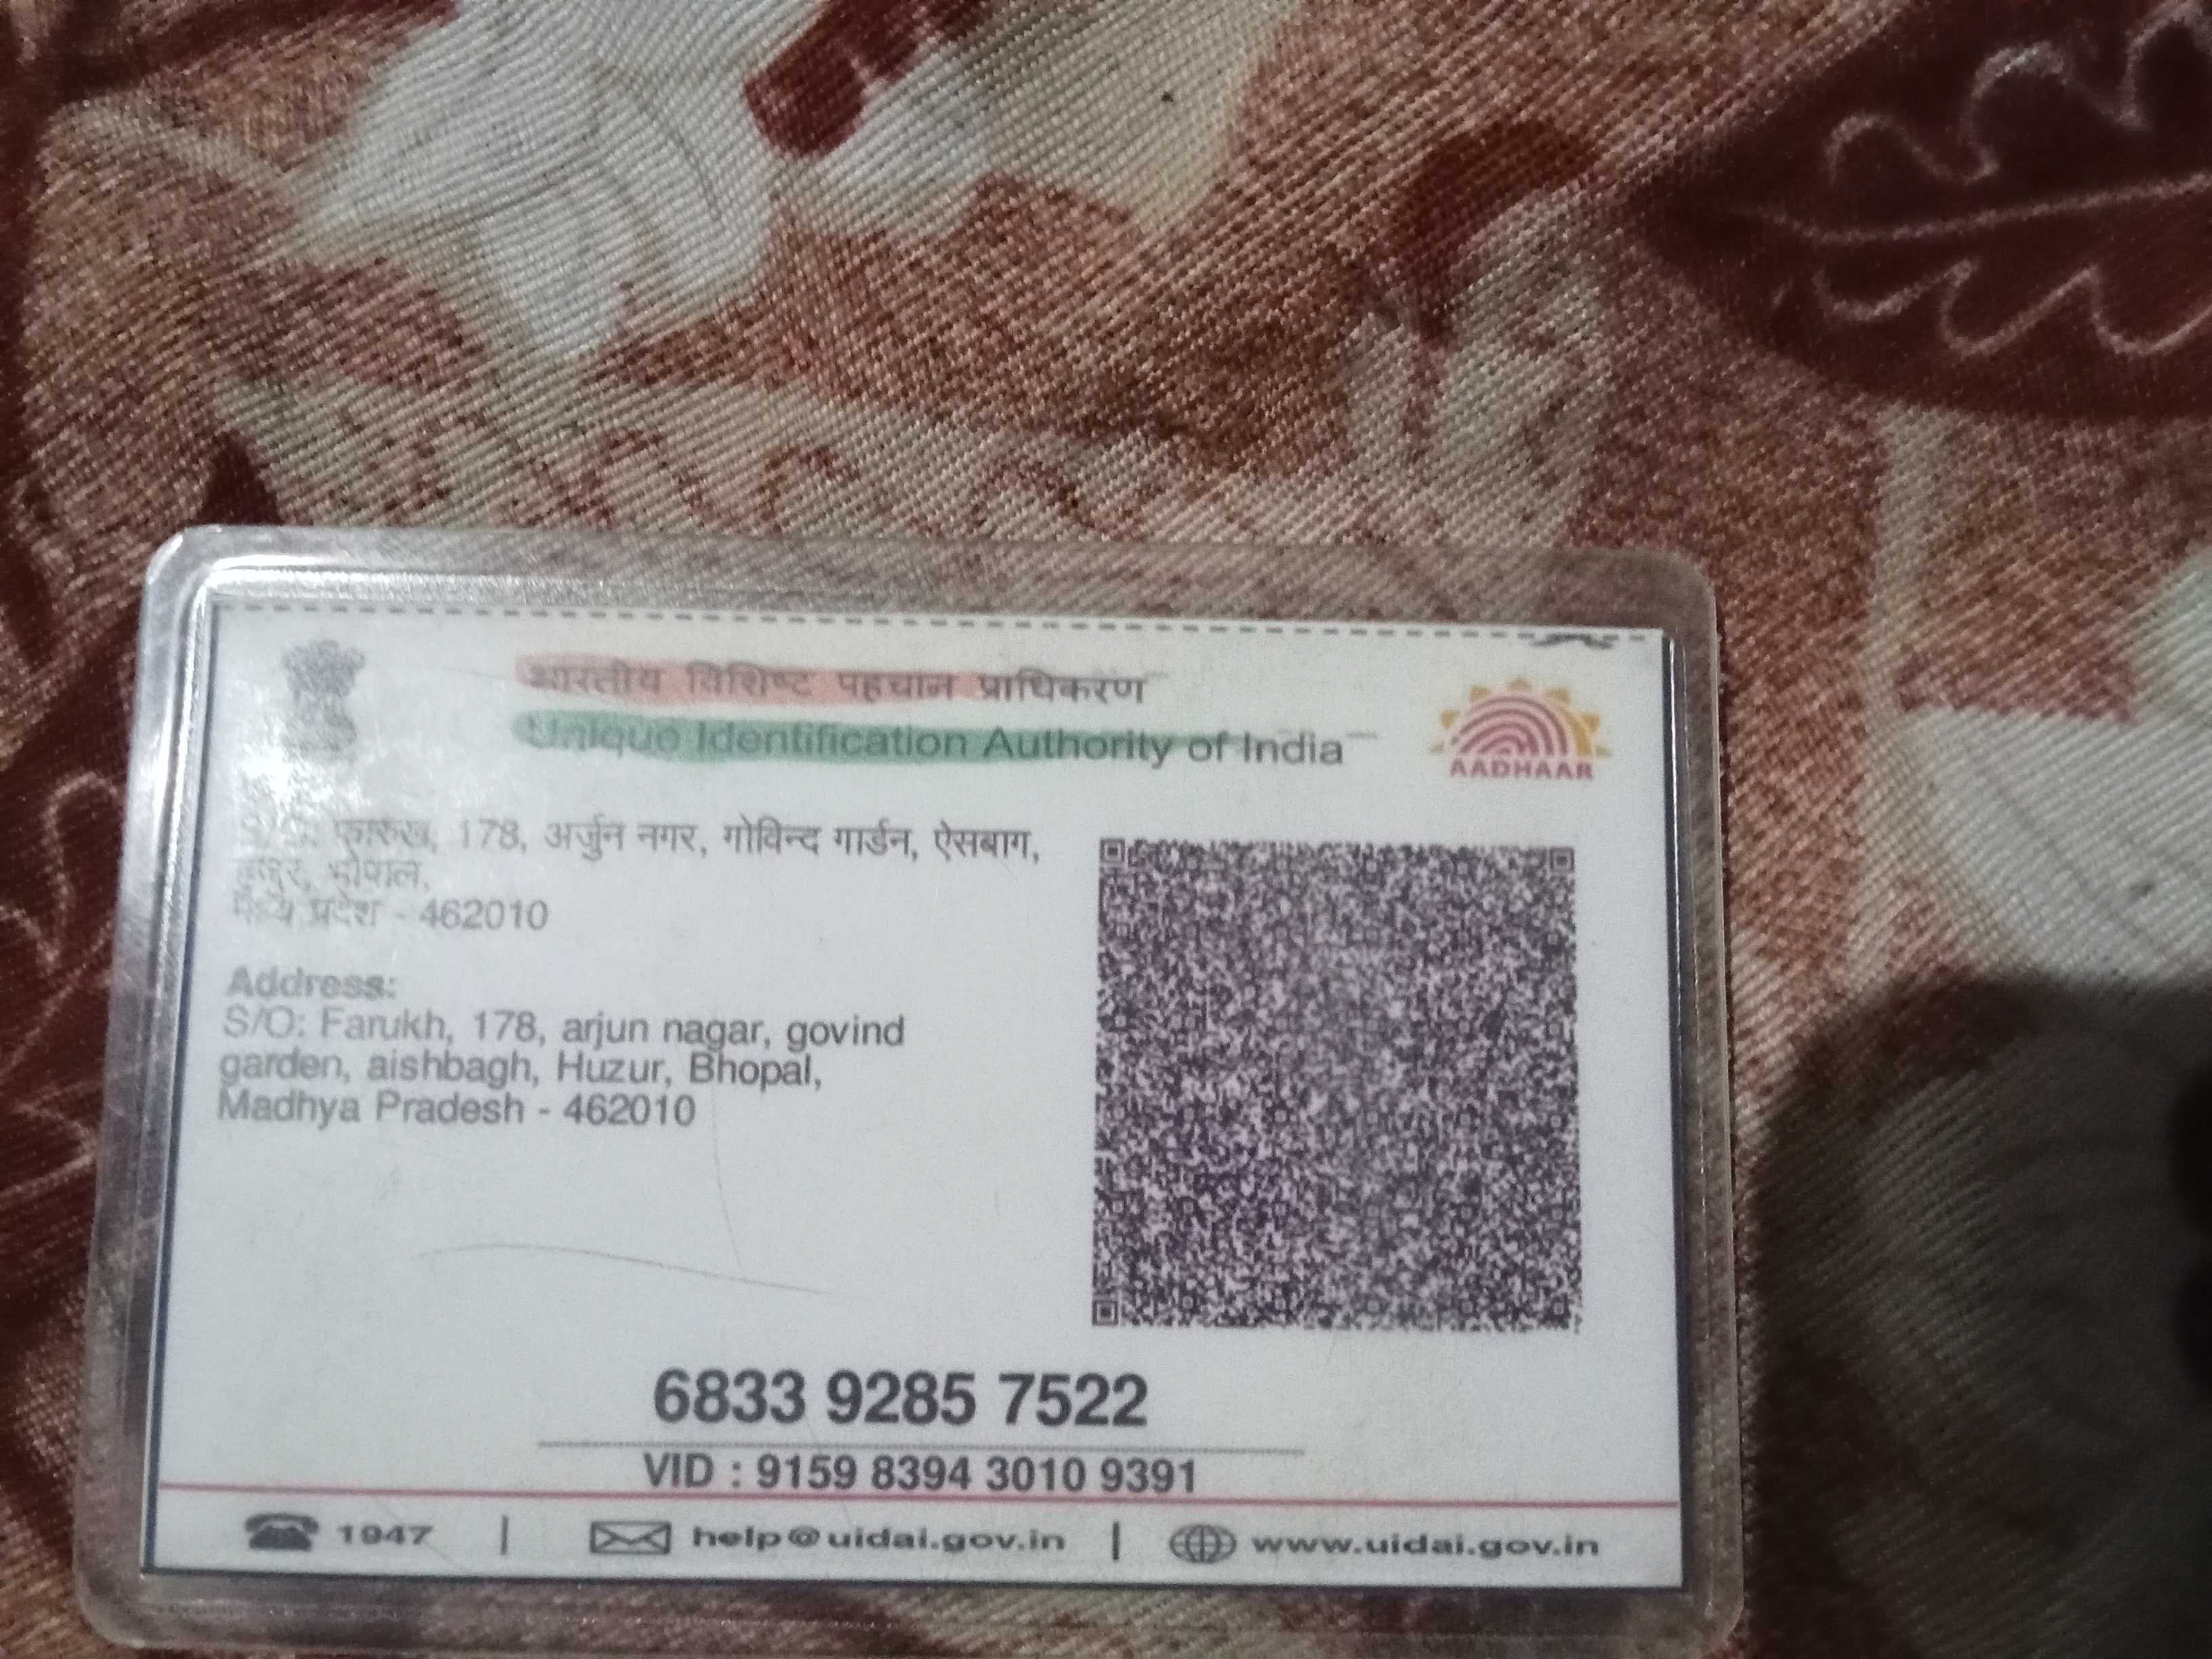 भारतीय विशिष्ट पहचान प्राधिकरण
Unique Identification Authority of India
AADHAAR
फारुख, 178, अर्जुन नगर, गोविन्द गार्डन, ऐसबाग,
भोपाल,
मध्य प्रदेश - 462010
Address:
S/O: Farukh, 178, arjun nagar, govind
garden, aishbagh, Huzur, Bhopal,
Madhya Pradesh - 462010
6833 9285 7522
VID : 9159 8394 3010 9391
1947 | help@uidai.gov.in | www.uidai.gov.in